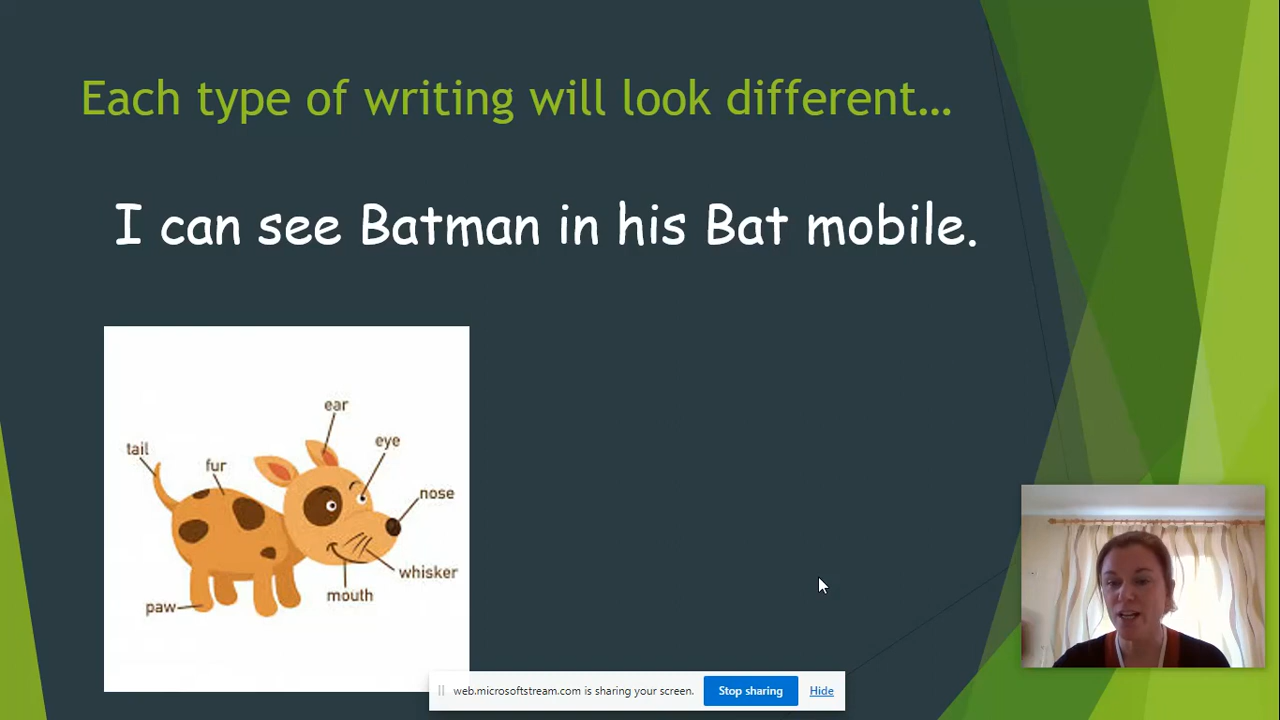 Each type of writing will look different…
I can see Batman in his Bat mobile.
ear
eye
tail
fur
nose
whisker
mouth
paw
web.microsoftstream.com is sharing your screen.
Stop sharing
Hide